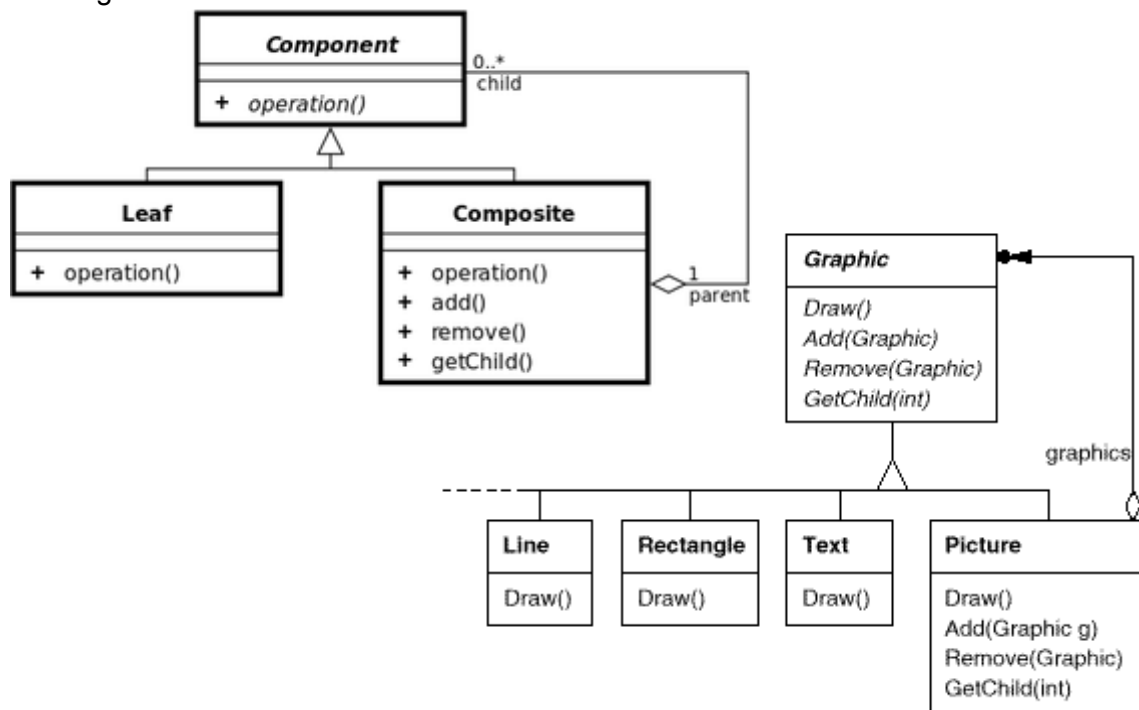 Component
+ operation()
0..*
child
Leaf
+ operation()
Composite
+ operation()
+ add()
+ remove()
+ getChild()
1
parent
Graphic
Draw()
Add(Graphic)
Remove(Graphic)
GetChild(int)
graphics
Line
Draw()
Rectangle
Draw()
Text
Draw()
Picture
Draw()
Add(Graphic g)
Remove(Graphic)
GetChild(int)